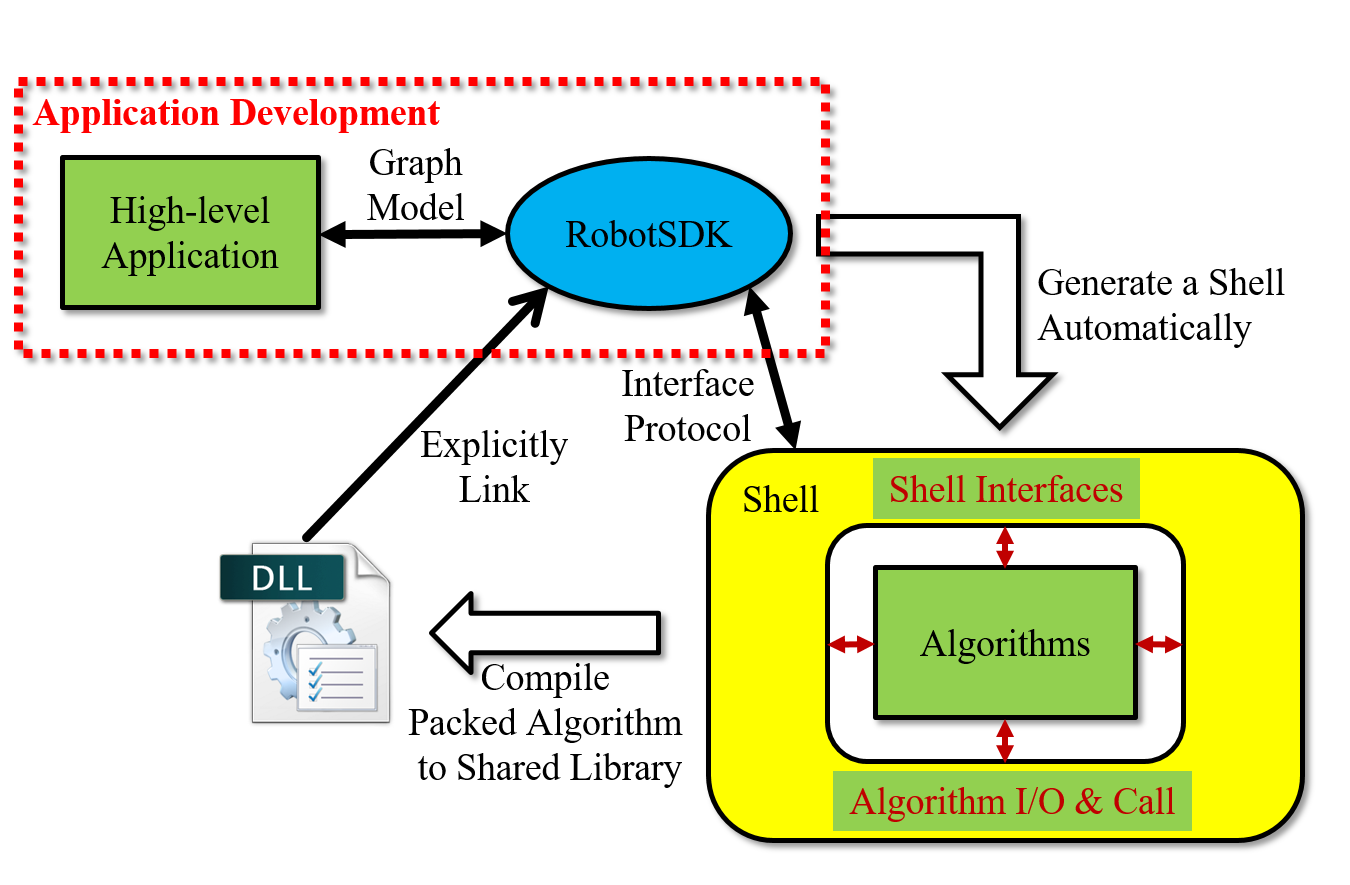 Application Development
Graph
Model
High-level
Application
RobotSDK
Generate a Shell
Automatically
Interface
Protocol
Explicitly
Link
Shell
Shell Interfaces
DLL
Algorithms
Compile
Packed Algorithm
to Shared Library
Algorithm I/O & Call